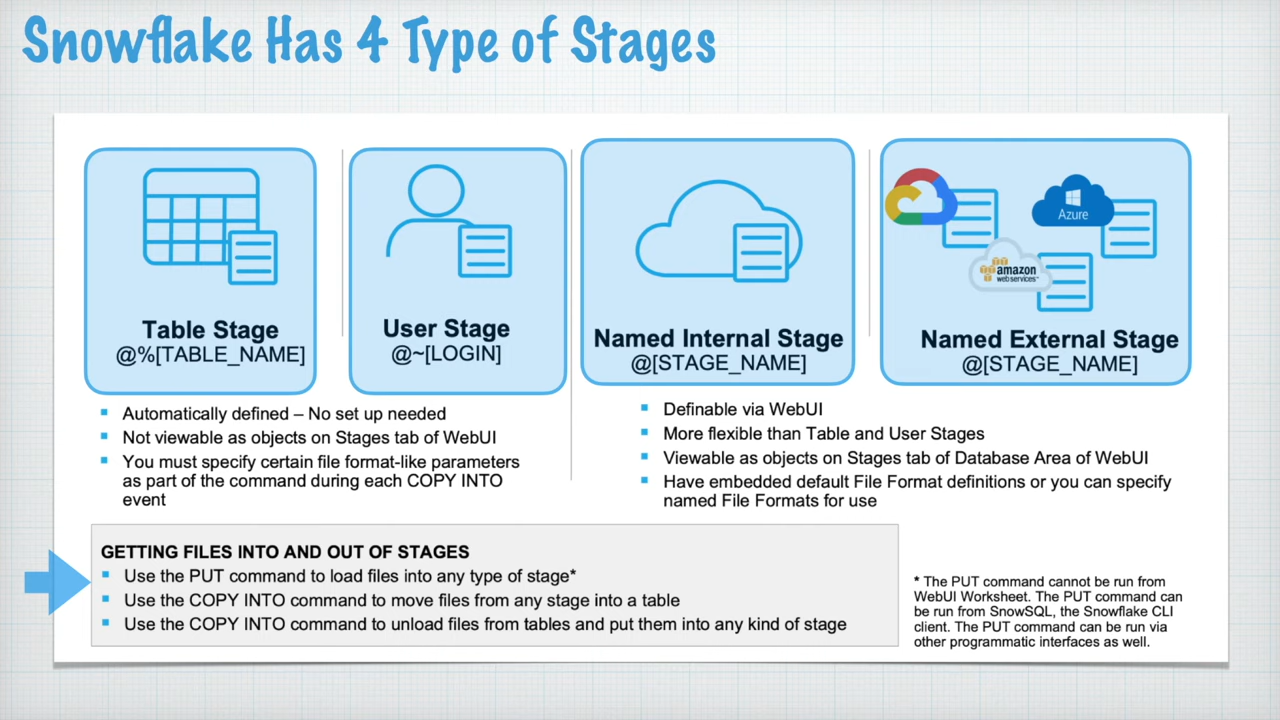 Snowflake Has 4 Type of Stages
Table Stage
@%[TABLE_NAME]
User Stage
@~[LOGIN]
Named Internal Stage
@[STAGE_NAME]
Azure
amazon
web services™
Named External Stage
@[STAGE_NAME]
Automatically defined – No set up needed
Not viewable as objects on Stages tab of WebUI
You must specify certain file format-like parameters
as part of the command during each COPY INTO
event
Definable via WebUI
More flexible than Table and User Stages
Viewable as objects on Stages tab of Database Area of WebUI
Have embedded default File Format definitions or you can specify
named File Formats for use
GETTING FILES INTO AND OUT OF STAGES
Use the PUT command to load files into any type of stage*
Use the COPY INTO command to move files from any stage into a table
Use the COPY INTO command to unload files from tables and put them into any kind of stage
* The PUT command cannot be run from
WebUI Worksheet. The PUT command can
be run from SnowSQL, the Snowflake CLI
client. The PUT command can be run via
other programmatic interfaces as well.